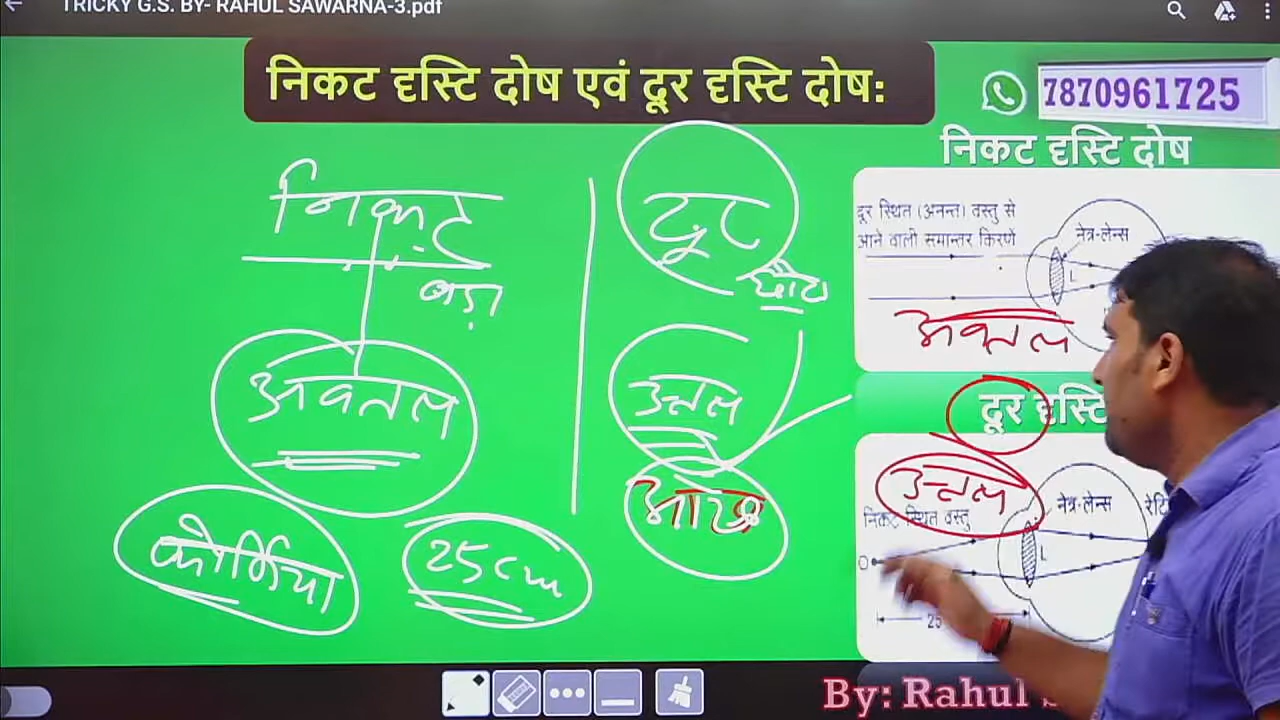 TRICKY G.S. BY- RAHUL SAWARNA-3.pdf
निकट दृस्टि दोष एवं दूर दृस्टि दोष:
7870961725
निकट दृस्टि दोष
निकट
बड़ा
दूर
छोटा
दूर स्थित (अनन्त) वस्तु से
आने वाली समान्तर किरणे
नेत्र-लेन्स
L
अवतल
अवतल
उत्तल
दूर दृस्टि
आँख
उत्तल
निकट स्थित वस्तु
नेत्र-लेन्स
O
L
25
कोर्निया
25cm
By: Rahul